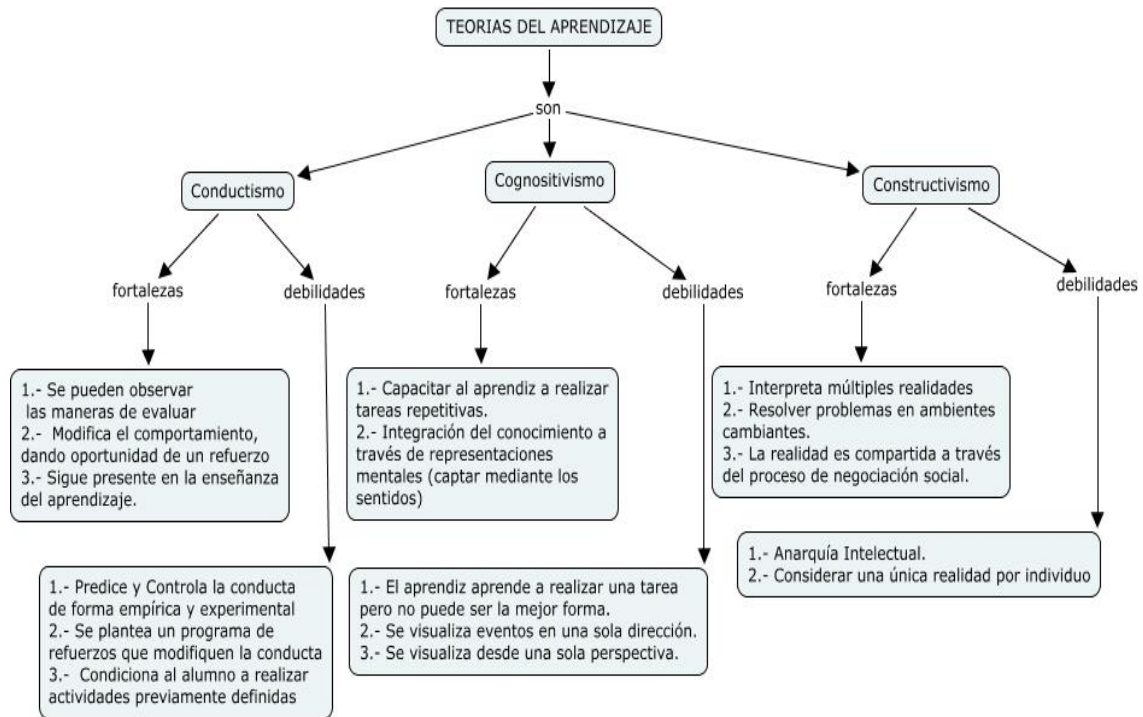 TEORIAS DEL APRENDIZAJE
son
Conductismo
Cognositivismo
Constructivismo
fortalezas
debilidades
fortalezas
debilidades
fortalezas
debilidades
1.- Se pueden observar
las maneras de evaluar
2.- Modifica el comportamiento,
dando oportunidad de un refuerzo
3.- Sigue presente en la enseñanza
del aprendizaje.
1.- Capacitar al aprendiz a realizar
tareas repetitivas.
2.- Integración del conocimiento a
través de representaciones
mentales (captar mediante los
sentidos)
1.- Interpreta múltiples realidades
2.- Resolver problemas en ambientes
cambiantes.
3.- La realidad es compartida a través
del proceso de negociación social.
1.- Predice y Controla la conducta
de forma empírica y experimental
2.- Se plantea un programa de
refuerzos que modifiquen la conducta
3.- Condiciona al alumno a realizar
actividades previamente definidas
1.- El aprendiz aprende a realizar una tarea
pero no puede ser la mejor forma.
2.- Se visualiza eventos en una sola dirección.
3.- Se visualiza desde una sola perspectiva.
1.- Anarquía Intelectual.
2.- Considerar una única realidad por individuo